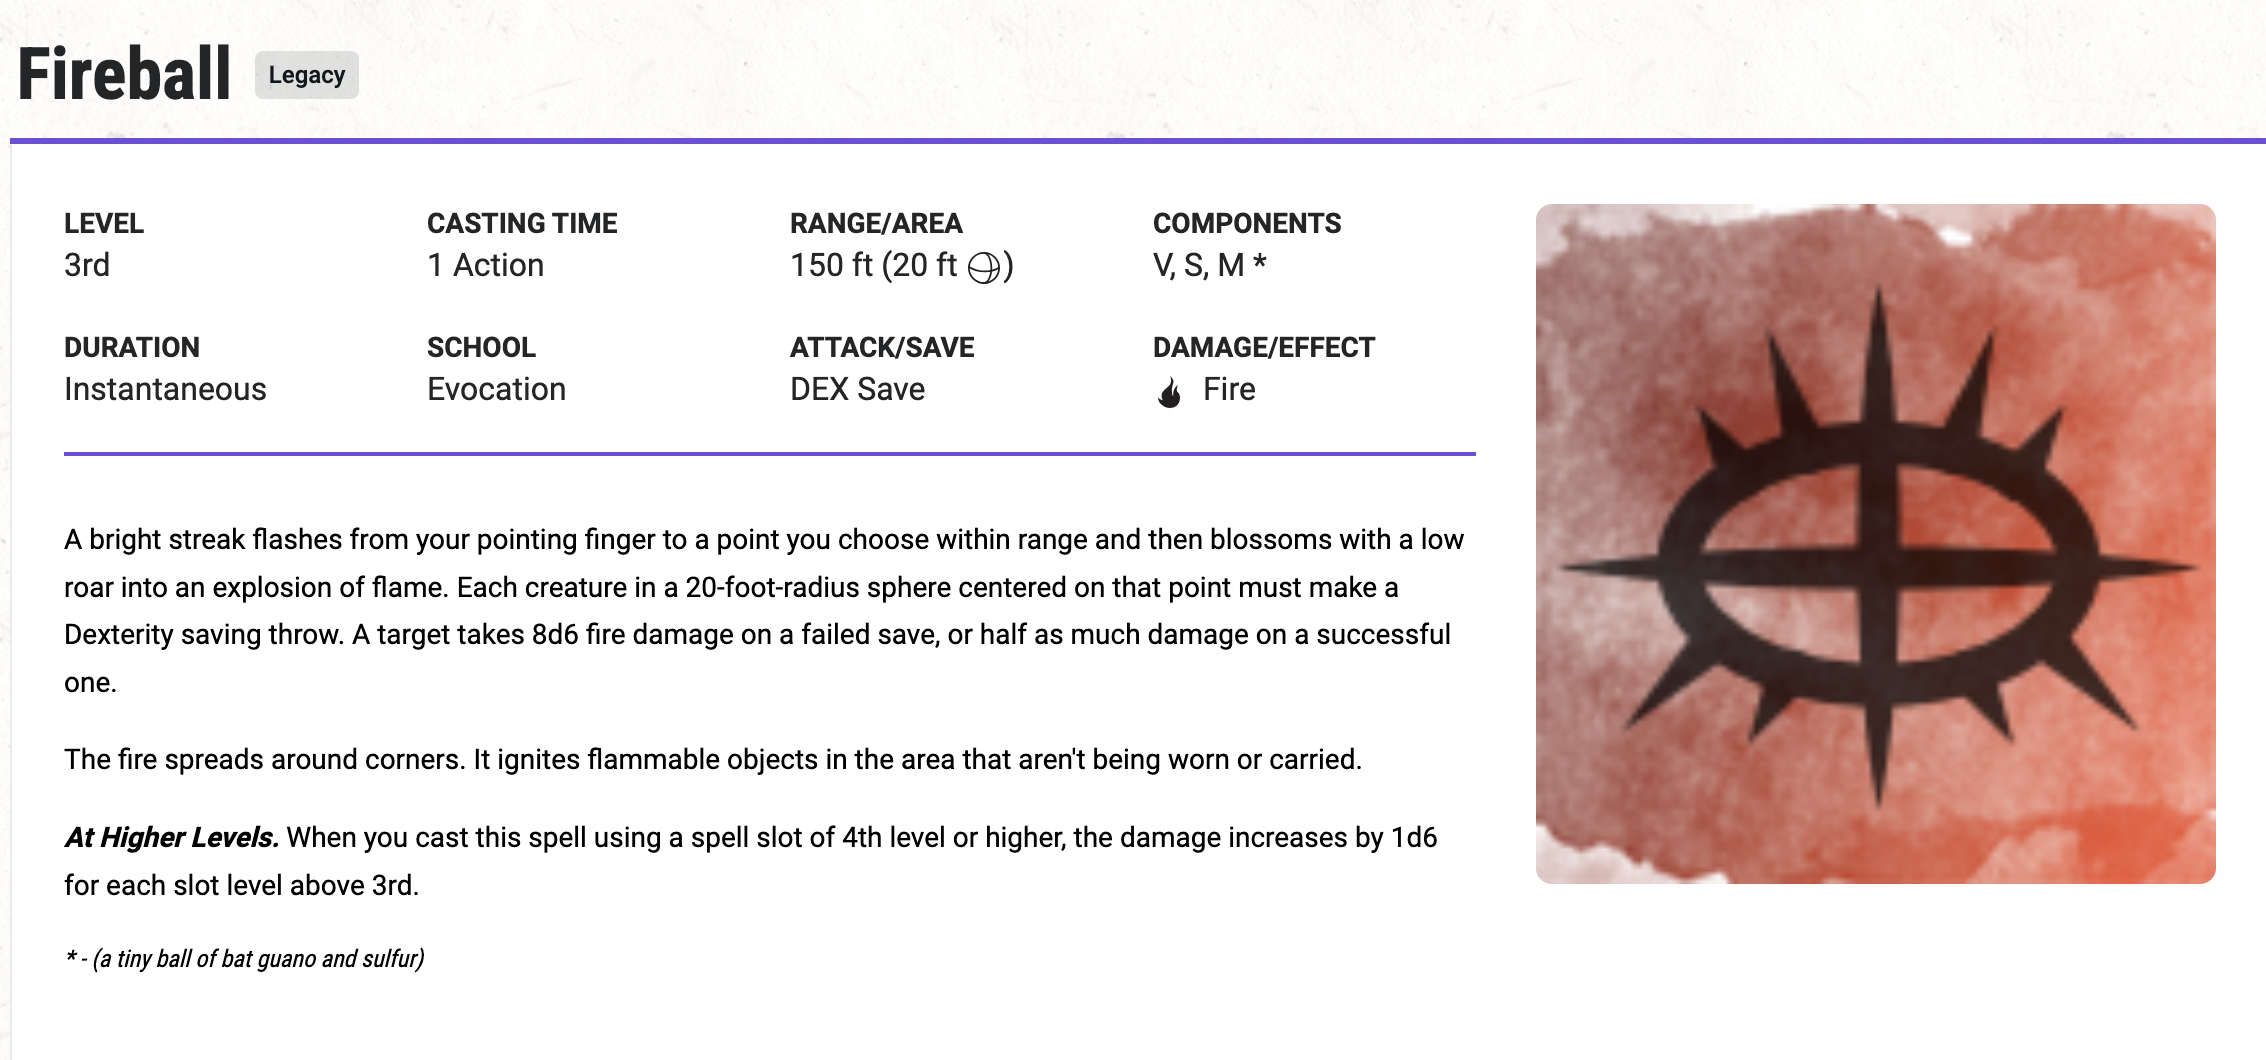 Fireball Legacy
LEVEL CASTING TIME RANGE/AREA COMPONENTS
3rd 1 Action 150 ft (20 ft ) V, S, M *
DURATION SCHOOL ATTACK/SAVE DAMAGE/EFFECT
Instantaneous Evocation DEX Save Fire
A bright streak flashes from your pointing finger to a point you choose within range and then blossoms with a low
roar into an explosion of flame. Each creature in a 20-foot-radius sphere centered on that point must make a
Dexterity saving throw. A target takes 8d6 fire damage on a failed save, or half as much damage on a successful
one.
The fire spreads around corners. It ignites flammable objects in the area that aren't being worn or carried.
At Higher Levels. When you cast this spell using a spell slot of 4th level or higher, the damage increases by 1d6
for each slot level above 3rd.
* - (a tiny ball of bat guano and sulfur)